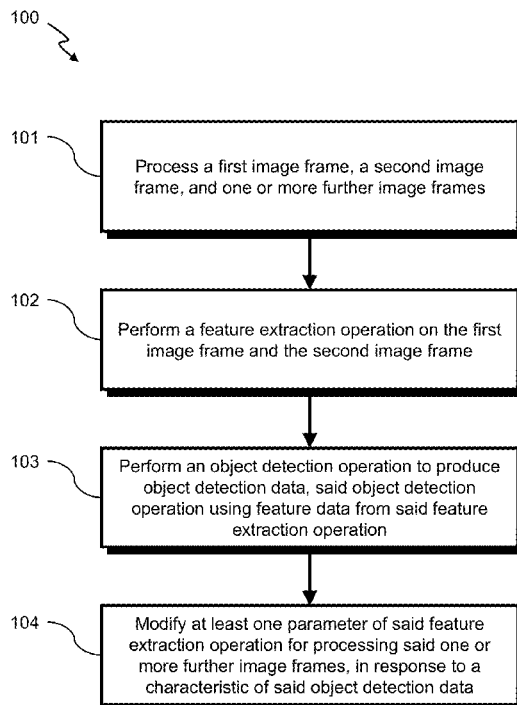 100
101
Process a first image frame, a second image
frame, and one or more further image frames
102
Perform a feature extraction operation on the first
image frame and the second image frame
103
Perform an object detection operation to produce
object detection data, said object detection
operation using feature data from said feature
extraction operation
104
Modify at least one parameter of said feature
extraction operation for processing said one or
more further image frames, in response to a
characteristic of said object detection data